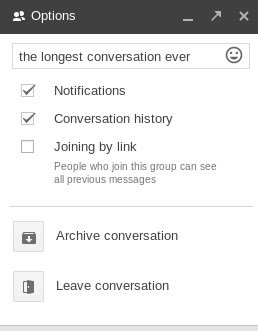 Options
the longest conversation ever
Notifications
Conversation history
Joining by link
People who join this group can see
all previous messages
Archive conversation
Leave conversation